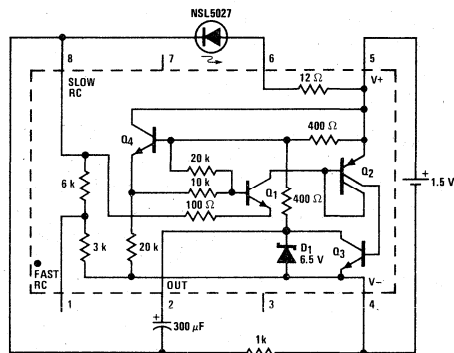 NSL5027
8
7
6
5
SLOW
RC
12 Ω
V+
Q4
400 Ω
20 k
Q2
10 k
Q1
+
1.5 V
6 k
100 Ω
400 Ω
3 k
20 k
D1
6.5 V
Q3
FAST
RC
OUT
V−
1
2
3
4
+
300 μF
1k